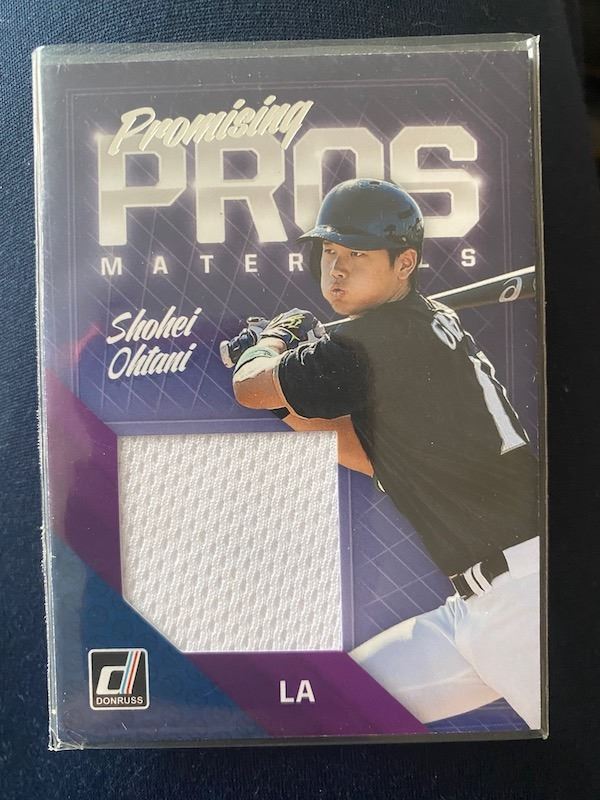 Promising
PROS
MATERIALS
Shohei
Ohtani
LA
DONRUSS